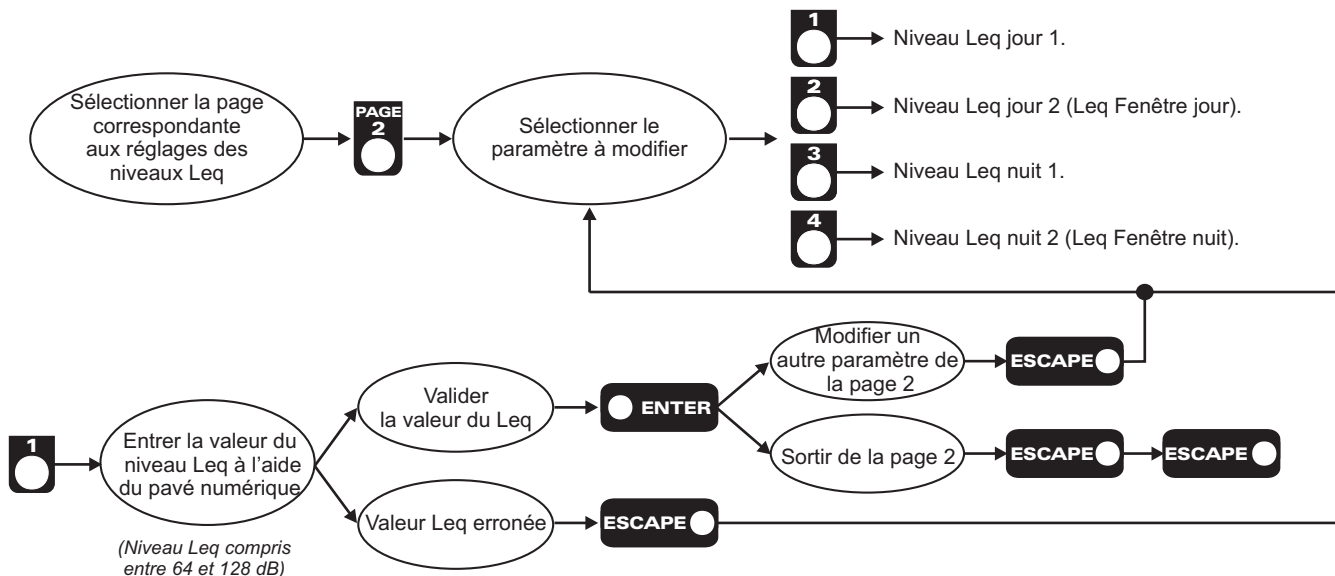 Sélectionner la page
correspondante
aux réglages des
niveaux Leq
PAGE
2
Sélectionner le
paramètre à modifier
1
Niveau Leq jour 1.
2
Niveau Leq jour 2 (Leq Fenêtre jour).
3
Niveau Leq nuit 1.
4
Niveau Leq nuit 2 (Leq Fenêtre nuit).
1
Entrer la valeur du
niveau Leq à l'aide
du pavé numérique
(Niveau Leq compris
entre 64 et 128 dB)
Valider
la valeur du Leq
ENTER
Modifier un
autre paramètre de
la page 2
ESCAPE
Sortir de la page 2
ESCAPE
ESCAPE
Valeur Leq erronée
ESCAPE